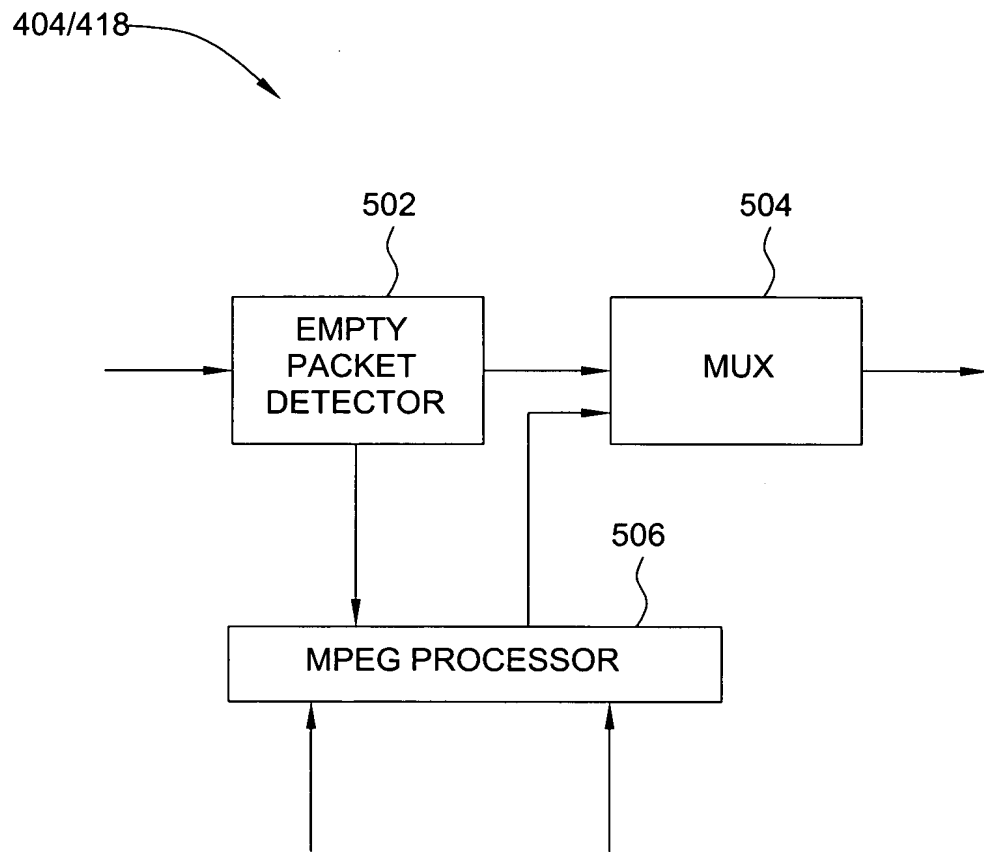 404/418
502
504
EMPTY
PACKET
DETECTOR
MUX
506
MPEG PROCESSOR